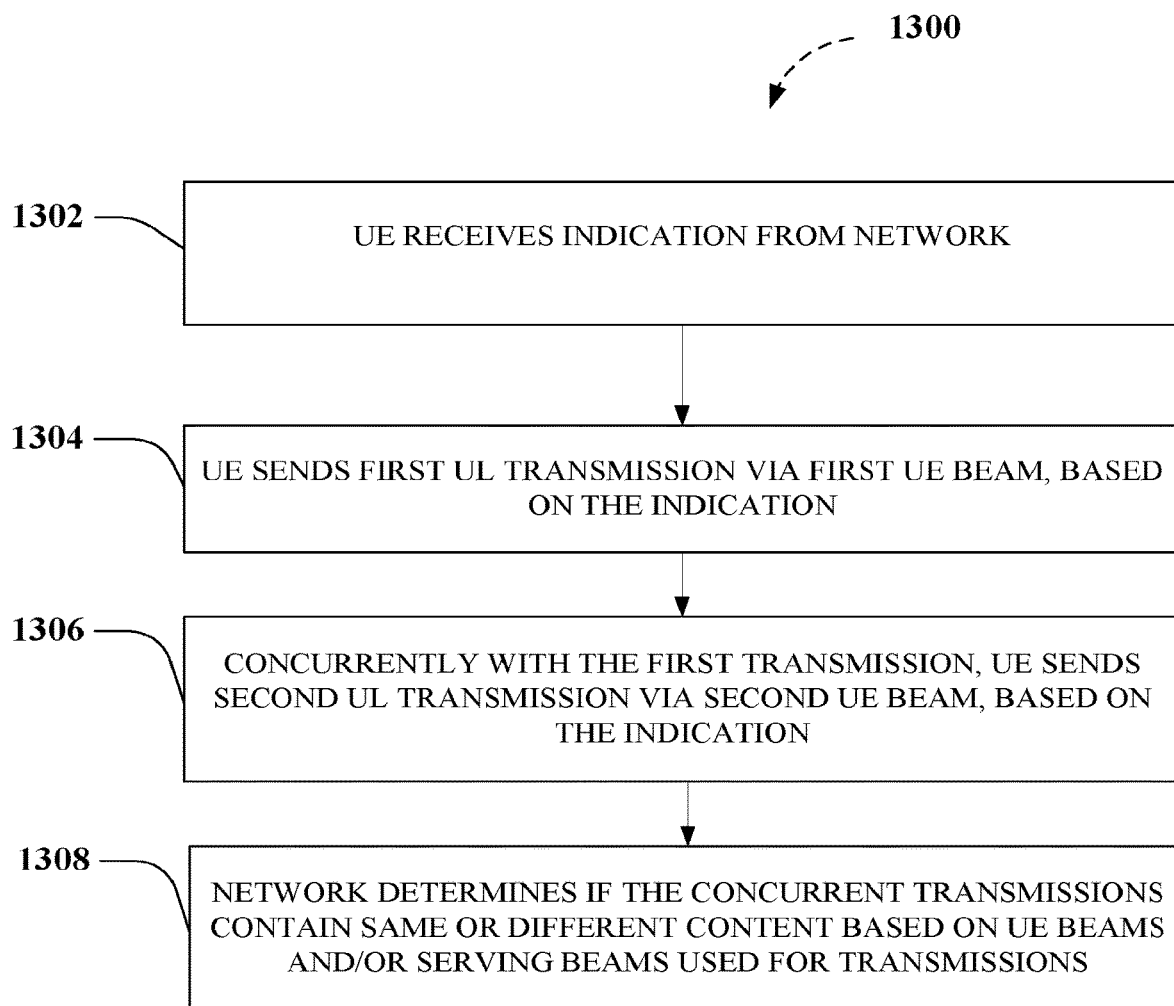 1300
1302
UE RECEIVES INDICATION FROM NETWORK
1304
UE SENDS FIRST UL TRANSMISSION VIA FIRST UE BEAM, BASED
ON THE INDICATION
1306
CONCURRENTLY WITH THE FIRST TRANSMISSION, UE SENDS
SECOND UL TRANSMISSION VIA SECOND UE BEAM, BASED ON
THE INDICATION
1308
NETWORK DETERMINES IF THE CONCURRENT TRANSMISSIONS
CONTAIN SAME OR DIFFERENT CONTENT BASED ON UE BEAMS
AND/OR SERVING BEAMS USED FOR TRANSMISSIONS